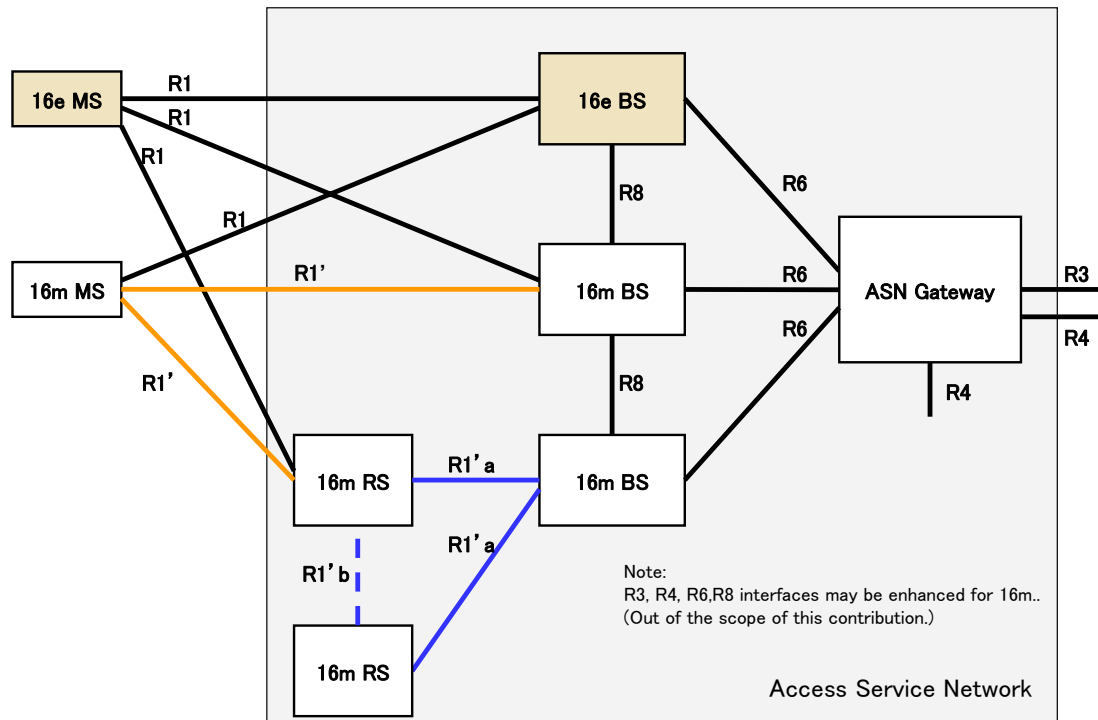 R1
16e MS
16e BS
R1
R1
R6
R8
R1
R1'
16m MS
16m BS
R6
ASN Gateway
R3
R6
R4
R1'
R8
R4
R1'a
16m RS
16m BS
R1'a
R1'b
Note:
R3, R4, R6,R8 interfaces may be enhanced for 16m..
(Out of the scope of this contribution.)
16m RS
Access Service Network